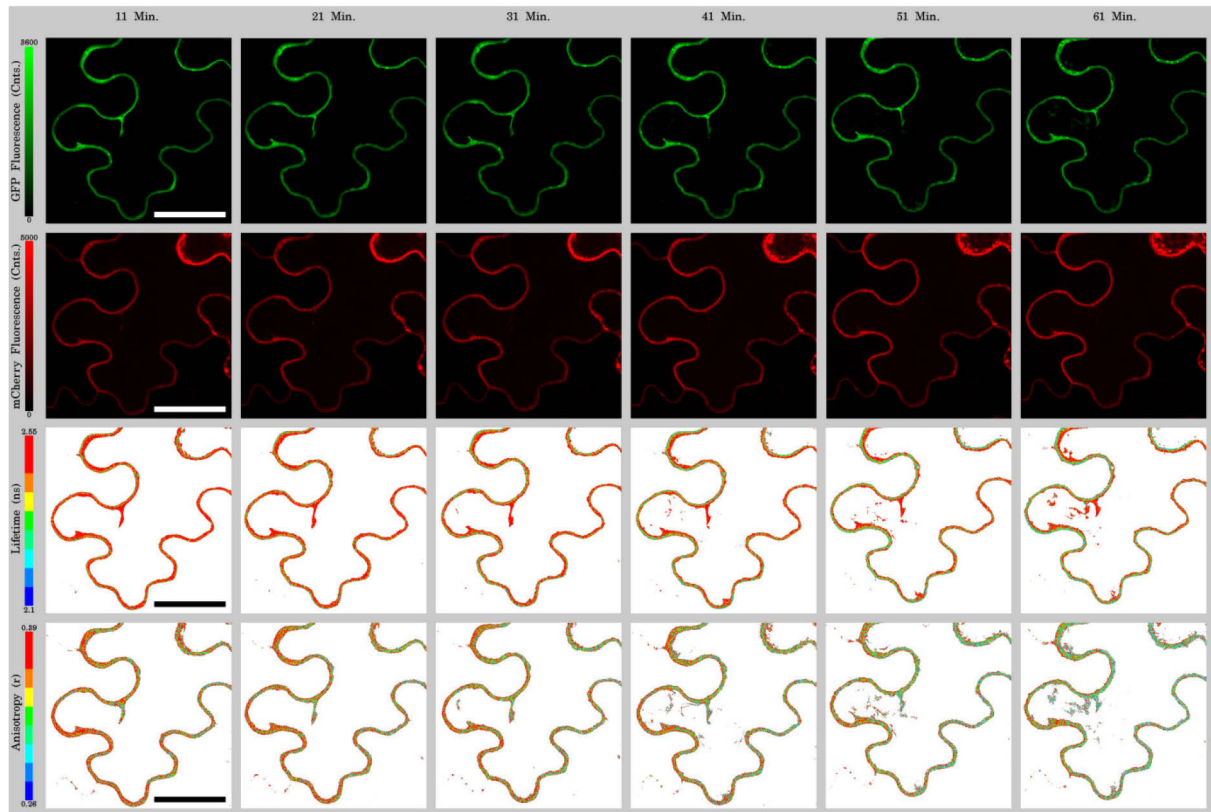 11 Min. 21 Min. 31 Min. 41 Min. 51 Min. 61 Min.
3600
GFP Fluorescence (Cnts.)
0
5000
mCherry Fluorescence (Cnts.)
0
2.55
Lifetime (ns)
2.1
0.39
Anisotropy (r)
0.26